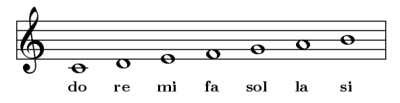 do re mi fa sol la si